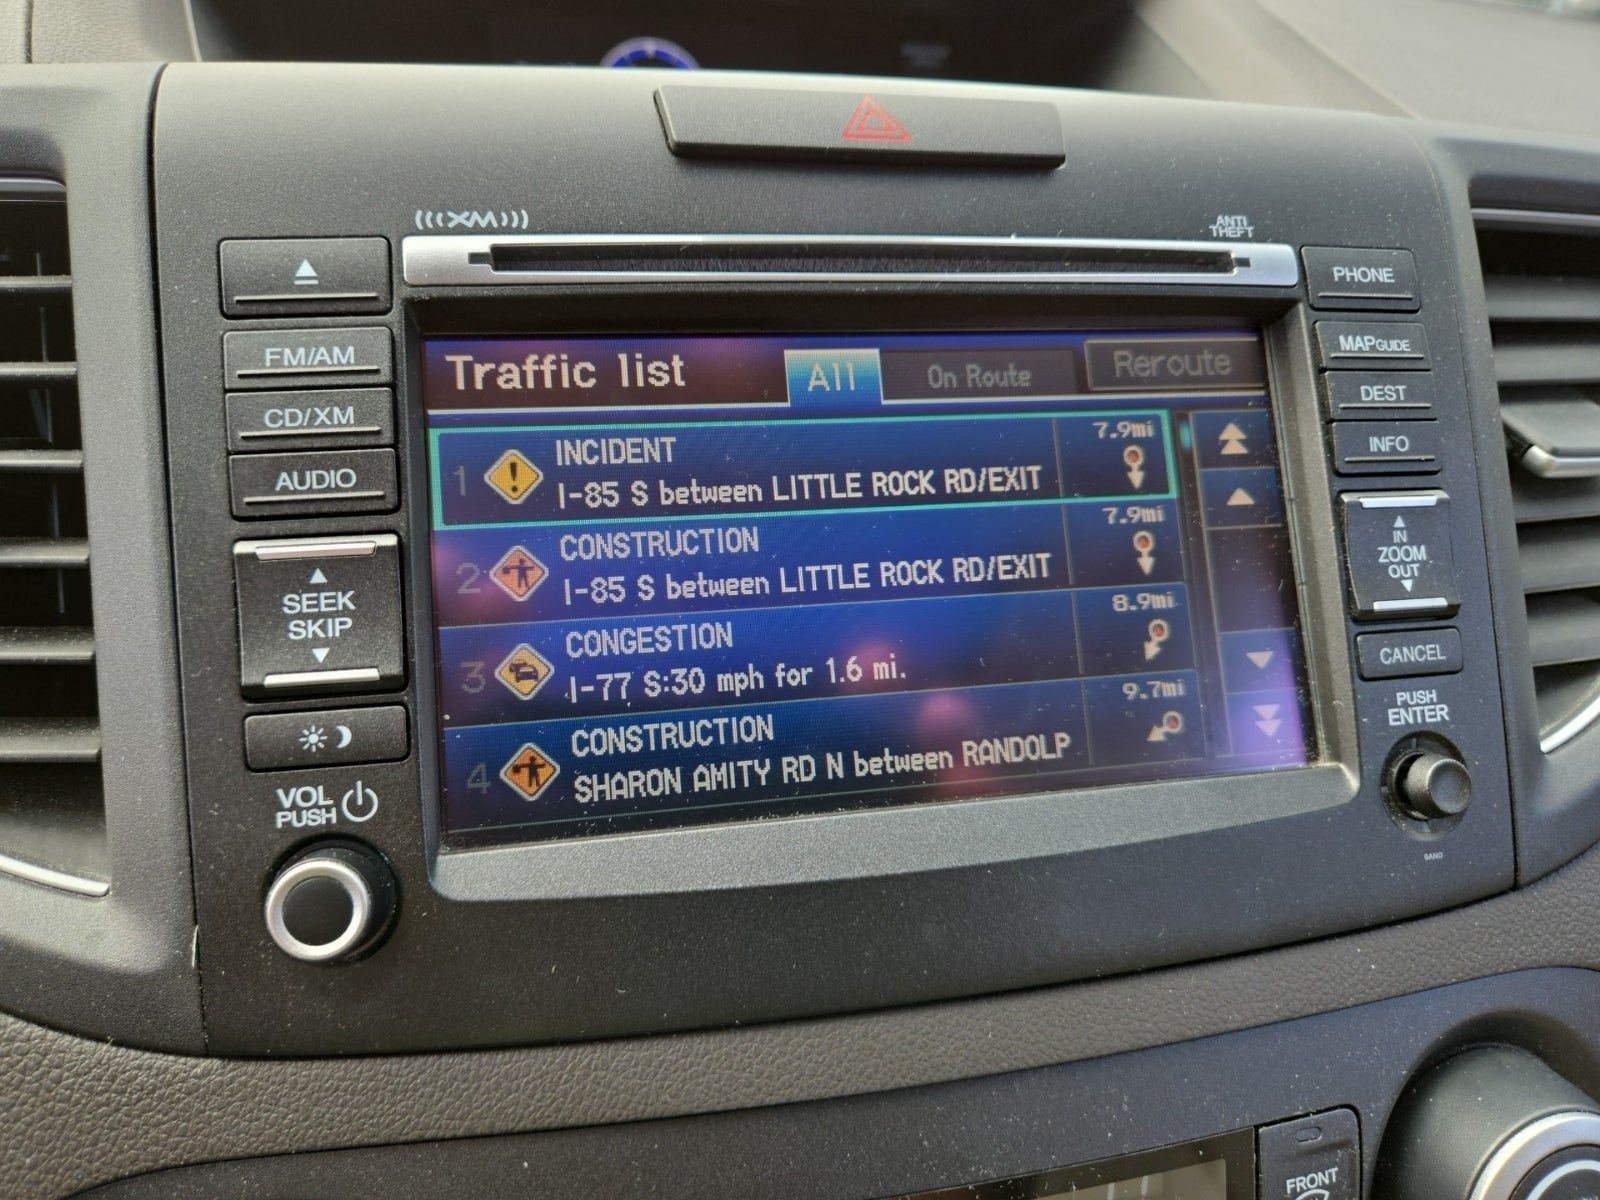 (((XM)))
ANTI
THEFT
PHONE
FM/AM
MAP GUIDE
CD/XM
DEST
AUDIO
INFO
SEEK
SKIP
IN
ZOOM
OUT
CANCEL
VOL
PUSH
PUSH
ENTER
Traffic list
All
On Route
Reroute
1
INCIDENT
I-85 S between LITTLE ROCK RD/EXIT
7.9mi
2
CONSTRUCTION
I-85 S between LITTLE ROCK RD/EXIT
7.9mi
3
CONGESTION
I-77 S:30 mph for 1.6 mi.
8.9mi
4
CONSTRUCTION
SHARON AMITY RD N between RANDOLP
9.7mi
FRONT